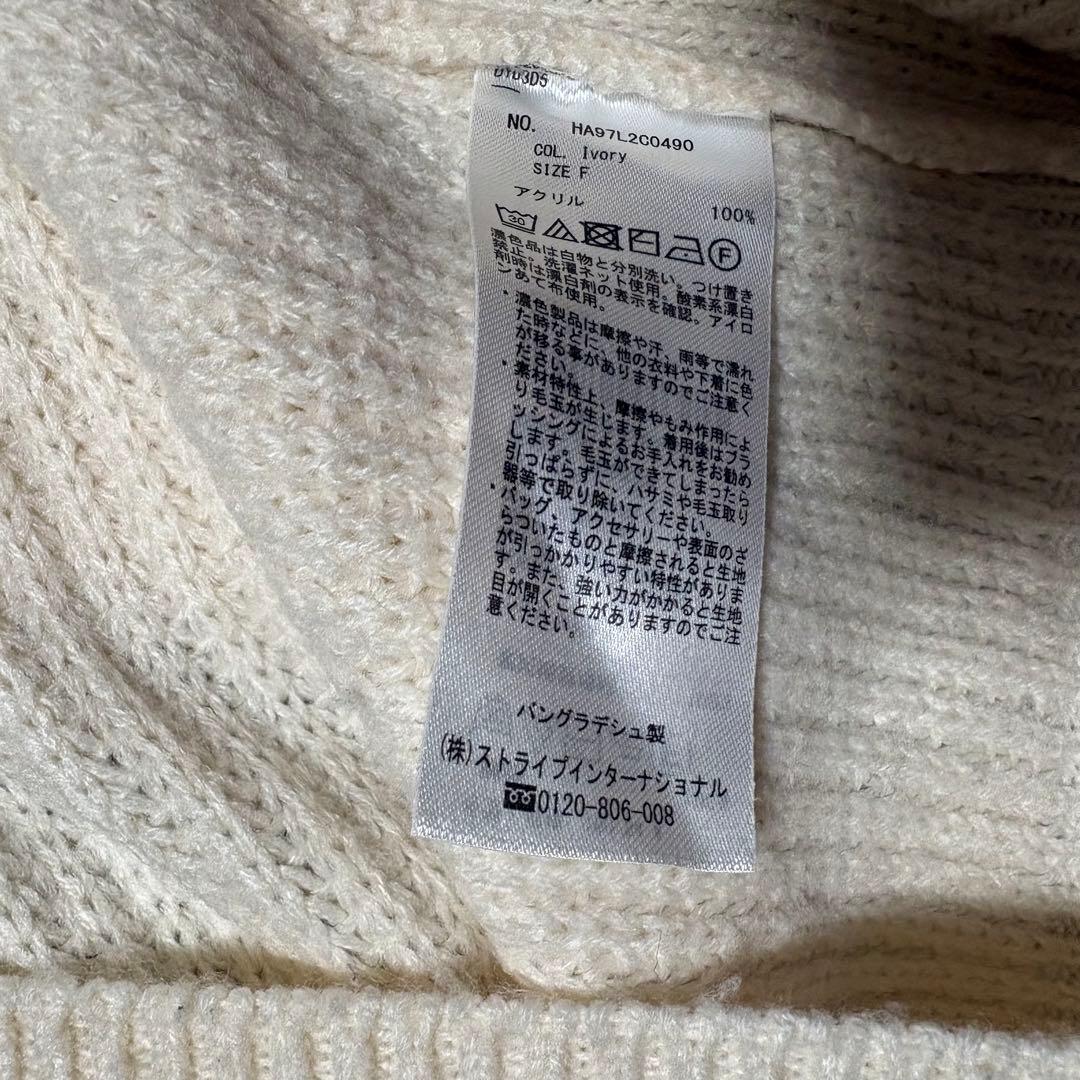 NO. HA97L2C0490
COL. Ivory
SIZE F
アクリル 100%
30 F
濃色品は白物と分別洗い。つけ置き
禁止。洗濯ネット使用。酸素系漂白
剤時は漂白剤の表示を確認。アイロ
ンあて布使用。
・濃色製品は摩擦や汗、雨等で濡れ
た時などに、他の衣料や下着に色
が移る事がありますのでご注意く
ださい。
・素材特性上、摩擦やもみ作用によ
り毛玉が生じます。着用後はブラ
ッシングによるお手入れをお勧め
します。毛玉ができてしまったら
引っぱらずに、ハサミや毛玉取り
器等で取り除いてください。
・バッグ、アクセサリーや表面のざ
らついたものと摩擦されると生地
が引っかかりやすい特性がありま
す。また、強い力がかかると生地
目が開くことがありますのでご注
意ください。
バングラデシュ製
(株)ストライプインターナショナル
0120-806-008